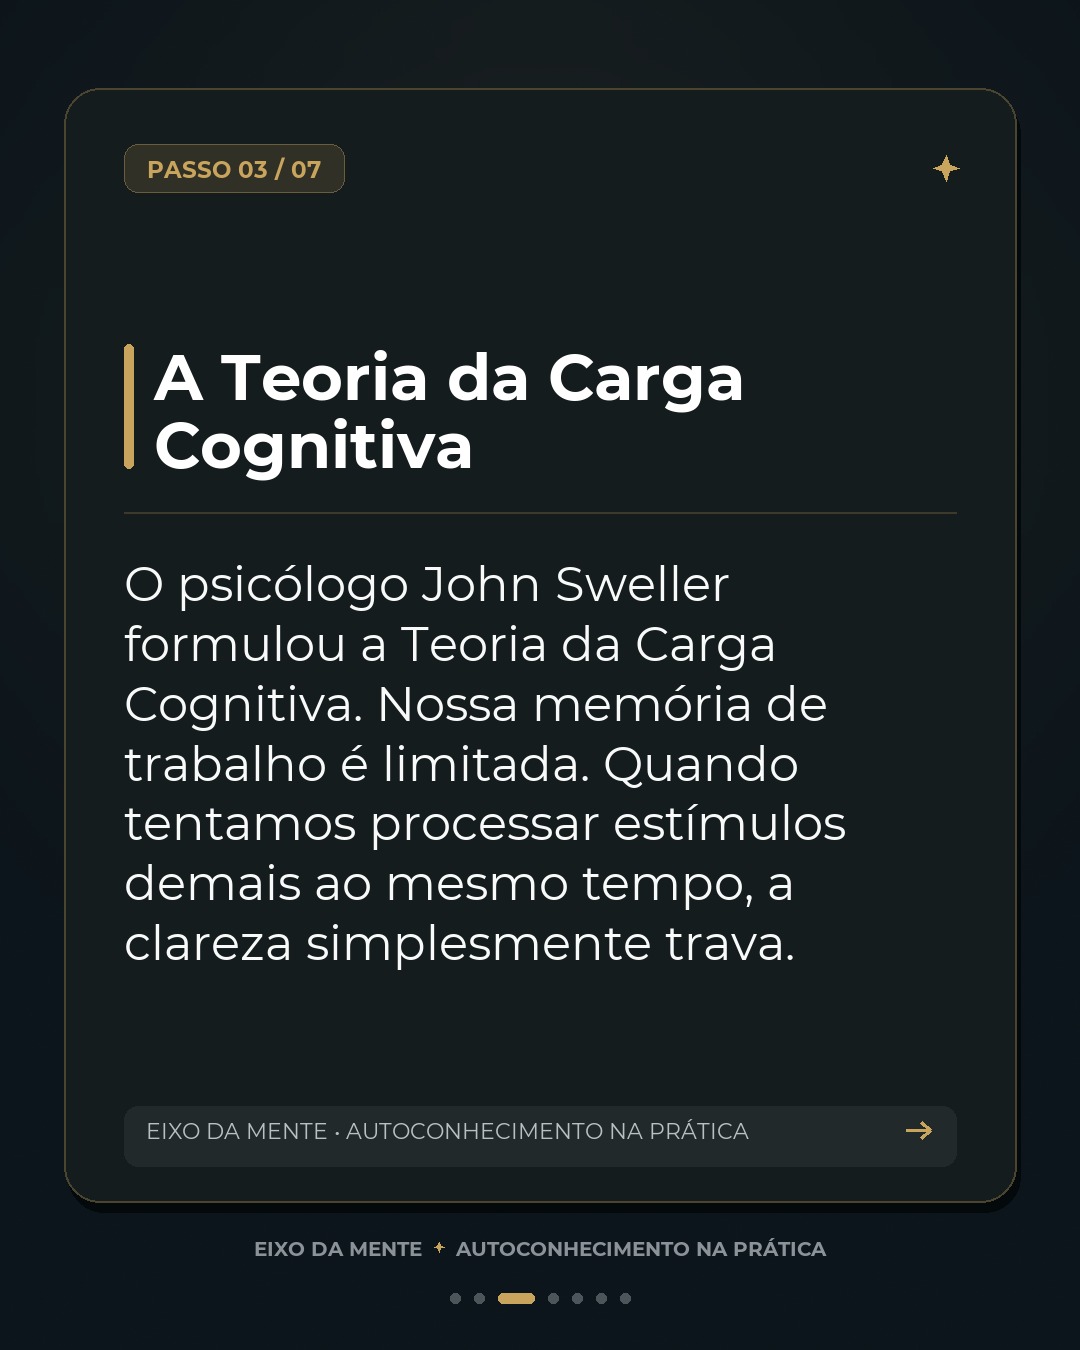 PASSO 03 / 07
A Teoria da Carga
Cognitiva
O psicólogo John Sweller
formulou a Teoria da Carga
Cognitiva. Nossa memória de
trabalho é limitada. Quando
tentamos processar estímulos
demais ao mesmo tempo, a
clareza simplesmente trava.
EIXO DA MENTE • AUTOCONHECIMENTO NA PRÁTICA
EIXO DA MENTE ✦ AUTOCONHECIMENTO NA PRÁTICA